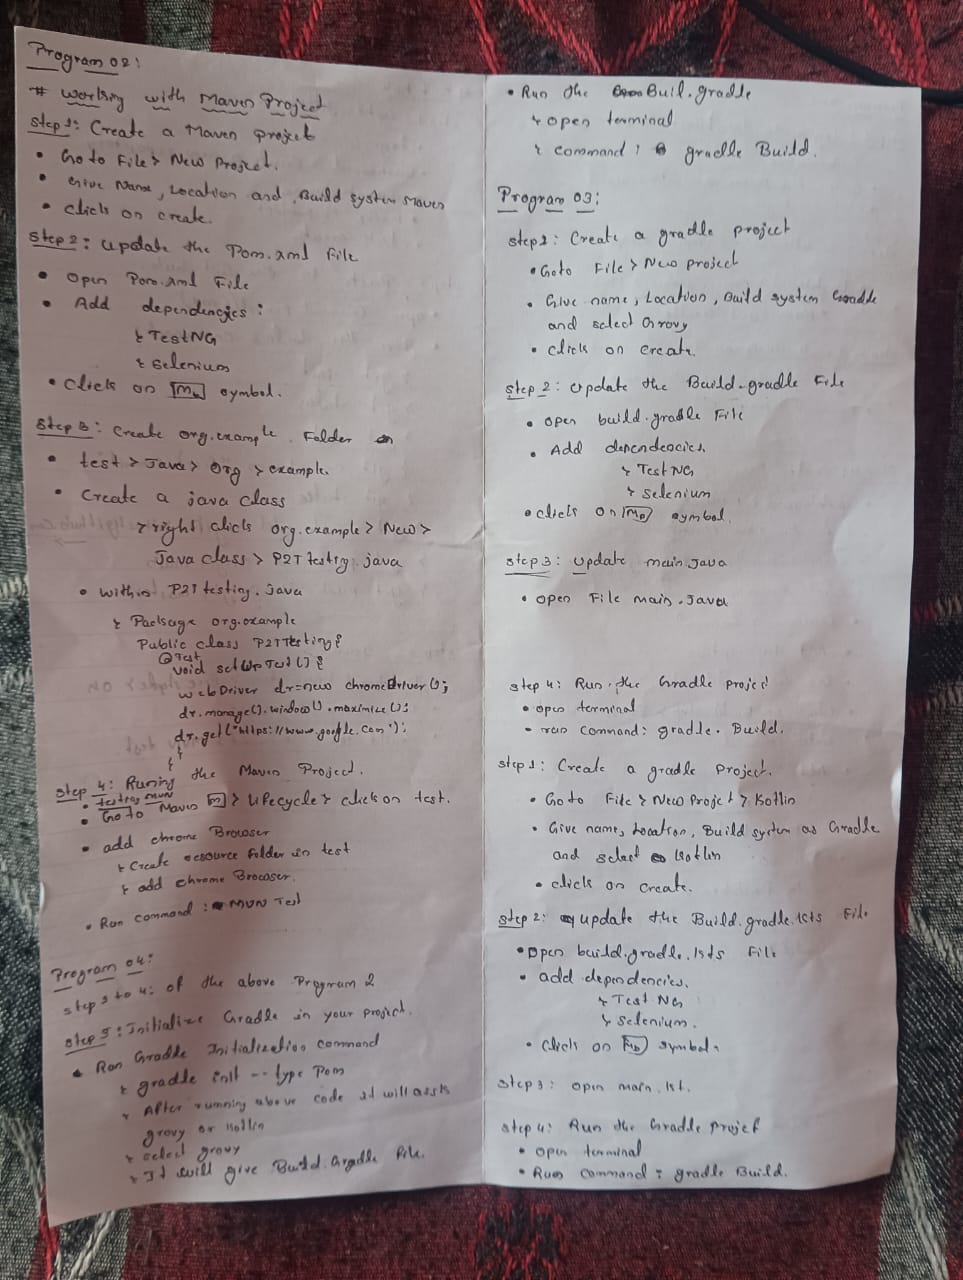 Program 02:
# Working with Maven Project
Step 1: Create a Maven project
• Go to File > New Project.
• Give Name, Location and Build system Maven
• Click on create.
Step 2: Update the Pom.xml File
• Open Pom.xml File
• Add dependencies:
> TestNG
> Selenium
• Click on symbol.
Step 3: Create org.example Folder
• test > Java > Org > example.
• Create a java class
> right click org.example > New >
Java class > P2Ttesting.java
• within P2Ttesting.Java
> Package org.example
Public class P2TTesting{
@Test
void setUpTest(){
WebDriver dr=new chromeDriver();
dr.manage().window().maximize();
dr.get("https://www.google.com");
}
}
Step 4: Runing the Maven Project.
• testing mvn
• Go to Maven [m] > Lifecycle > click on test.
• add chrome Browser
> Create resource Folder in test
> add chrome Browser.
• Run command: MVN Test
Program 04:
Step 1 to 4: of the above Program 2
Step 5: Initialize Gradle in your project.
• Run Gradle Initialization command
> gradle init --type Pom
> After running above code it will asks
grovy or kotlin
> select grovy
> It will give Build.Gradle File.
• Run the Buil.gradle
> open terminal
> command: gradle Build.
Program 03:
Step 1: Create a gradle project
• Goto File > New project
• Give name, Location, Build system Gradle
and select Grovy
• Click on create.
Step 2: Update the Build.gradle File
• open build.gradle File
• Add dependencies.
> TestNG
> Selenium
• click on symbol.
Step 3: Update main.Java
• open File main.Java
Step 4: Run the Gradle project
• open terminal
• run command: gradle. Build.
Step 1: Create a gradle Project.
• Go to File > New Project > Kotlin
• Give name, Location, Build system as Gradle
and select Kotlin
• click on create.
Step 2: update the Build.gradle.kts File
• Open build.gradle.kts File
• add dependencies.
> Test NG
> Selenium.
• Click on symbol.
Step 3: open main.kt.
Step 4: Run the Gradle project
• open terminal
• Run command: gradle Build.